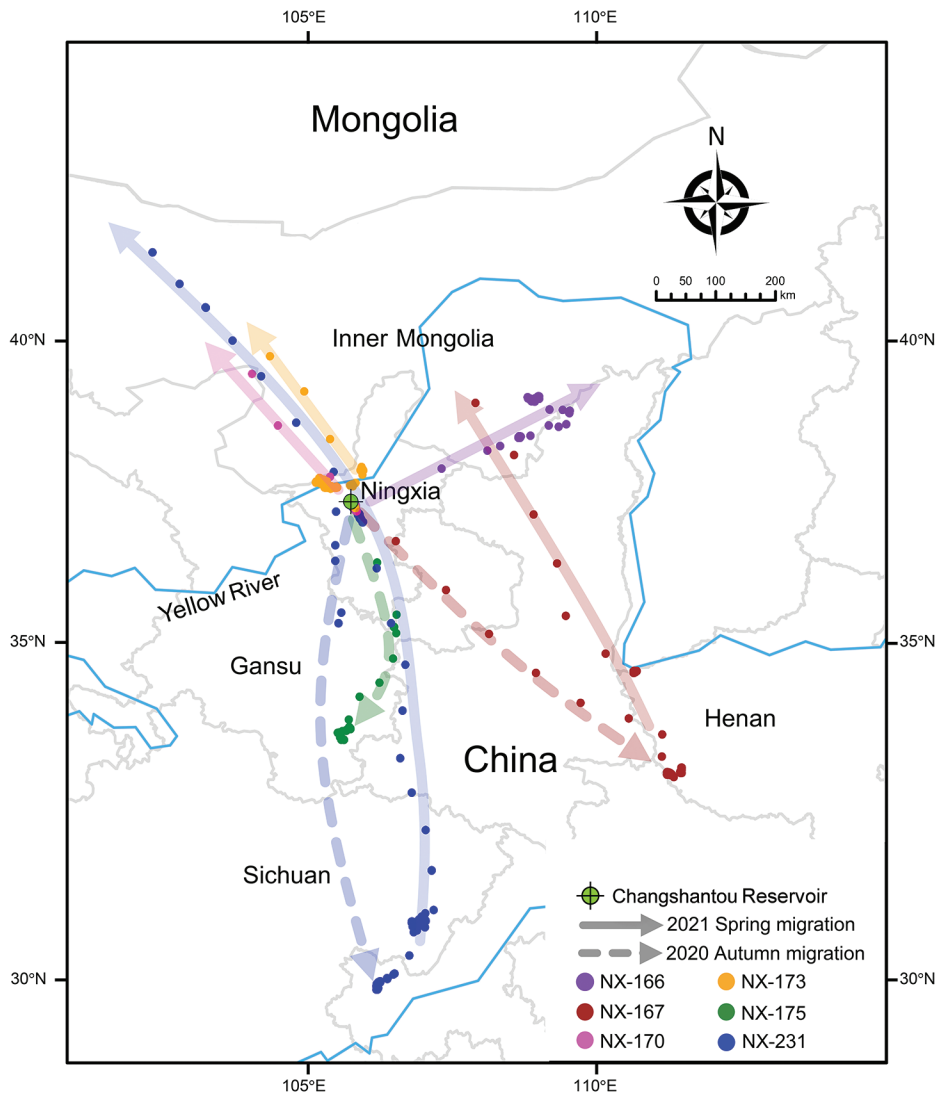 105°E 110°E
Mongolia
N
0 50 100 200
km
40°N Inner Mongolia 40°N
Ningxia
Yellow River
35°N 35°N
Gansu
Henan
China
Sichuan
Changshantou Reservoir
2021 Spring migration
2020 Autumn migration
30°N 30°N
NX-166 NX-173
NX-167 NX-175
NX-170 NX-231
105°E 110°E